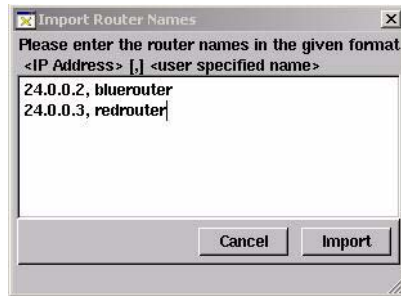 Import Router Names
Please enter the router names in the given format
<IP Address> [,] <user specified name>
24.0.0.2, bluerouter
24.0.0.3, redrouter
Cancel Import